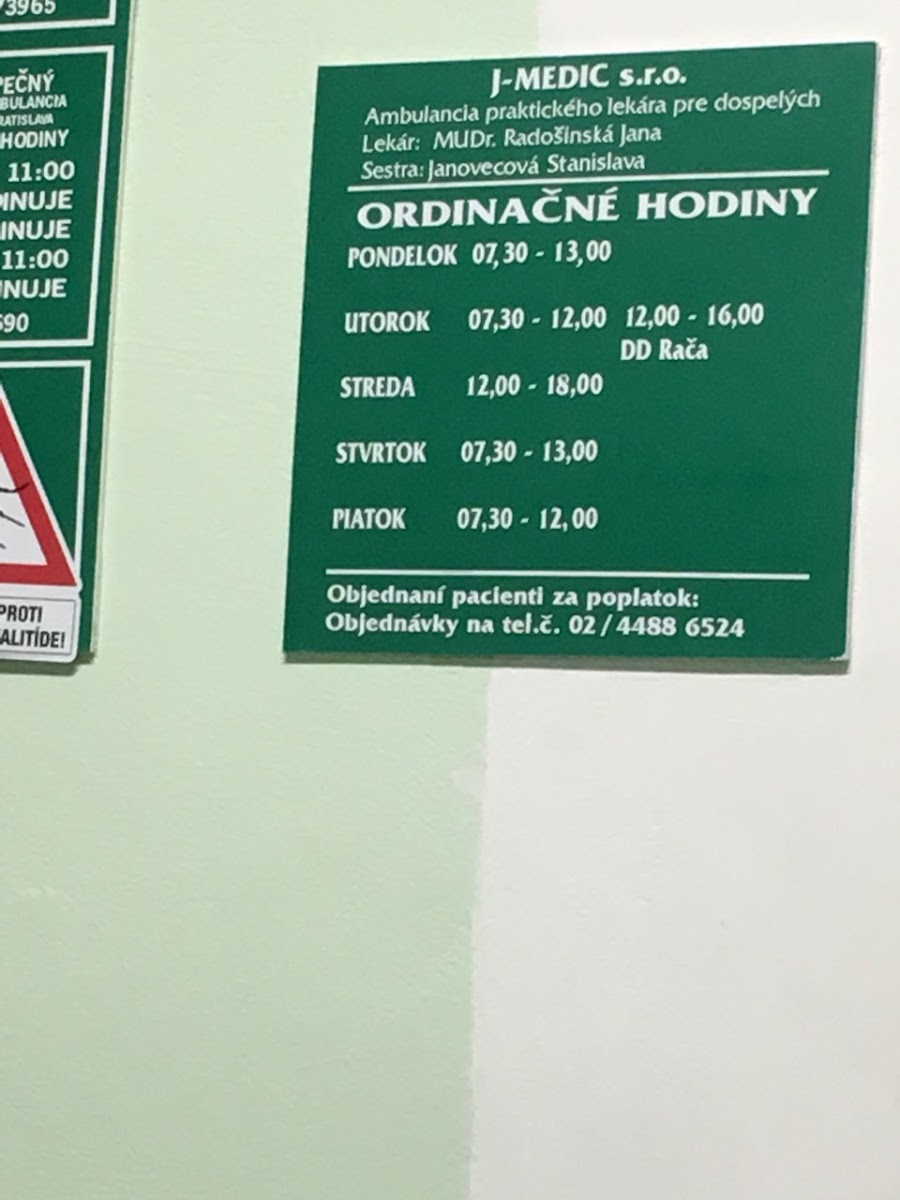 73965
PEČNÝ
BULANCIA
RATISLAVA
HODINY
11:00
INUJE
INUJE
11:00
INUJE
590
PROTI
ALITÍDE!
J-MEDIC s.r.o.
Ambulancia praktického lekára pre dospelých
Lekár: MUDr. Radošinská Jana
Sestra: Janovecová Stanislava
ORDINAČNÉ HODINY
PONDELOK 07,30 - 13,00
UTOROK 07,30 - 12,00 12,00 - 16,00
DD Rača
STREDA 12,00 - 18,00
STVRTOK 07,30 - 13,00
PIATOK 07,30 - 12,00
Objednaní pacienti za poplatok:
Objednávky na tel.č. 02/4488 6524